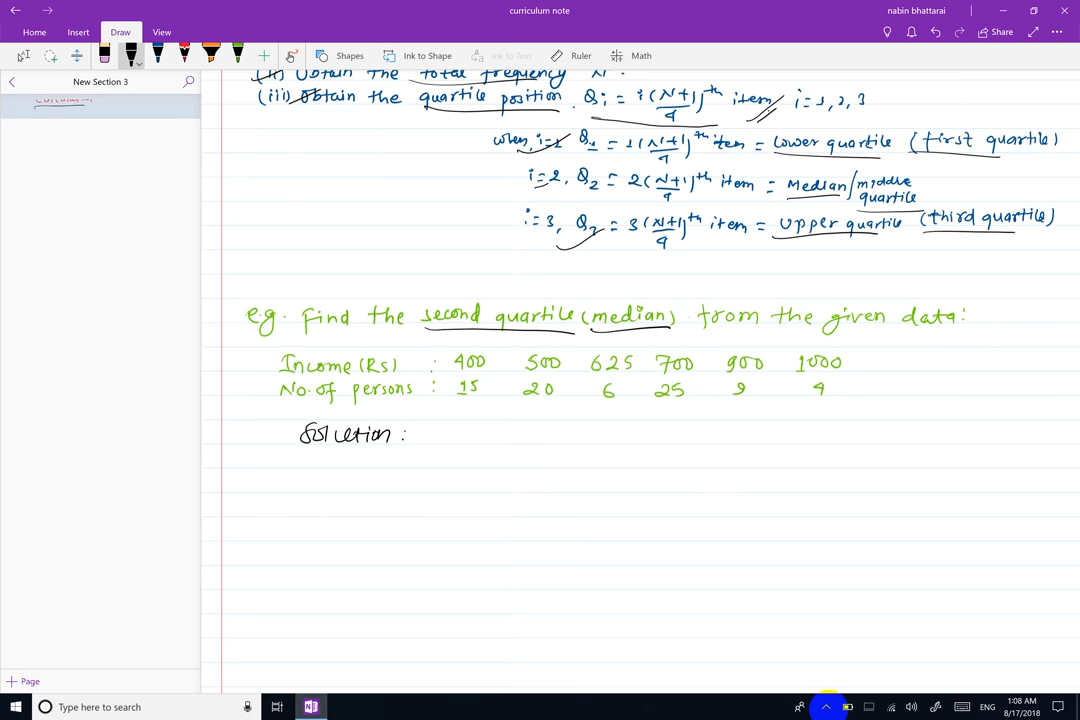 curriculum note
nabin bhattarai
Home Insert Draw View
Share
Shapes Ink to Shape Ink to Text Ruler Math
New Section 3
(ii) Obtain the total frequency
(iii) Obtain the quartile position. Qi = i(N+1/4)th item, i=1,2,3
when, i=1 Q1 = 1(N+1/4)th item = Lower quartile (first quartile)
i=2, Q2 = 2(N+1/4)th item = Median/middle quartile
i=3, Q3 = 3(N+1/4)th item = Upper quartile (third quartile)
e.g. Find the second quartile (median) from the given data:
Income (Rs) : 400 500 625 700 900 1000
No. of persons : 15 20 6 25 9 4
Solution:
+ Page
Type here to search
ENG
1:08 AM
8/17/2018